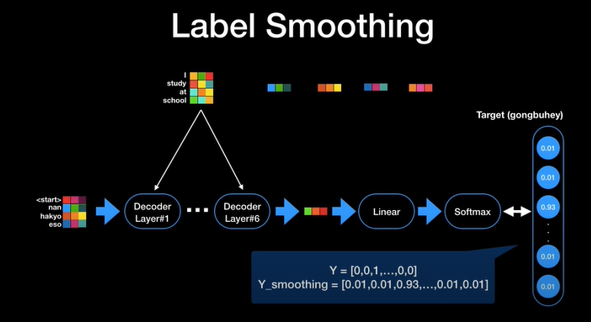 Label Smoothing
I
study
at
school
Target (gongbuhey)
<start>
nan
hakyo
eso
Decoder
Layer#1
Decoder
Layer#6
Linear
Softmax
0.01
0.01
0.93
0.01
0.01
Y = [0,0,1,...,0,0]
Y_smoothing = [0.01,0.01,0.93,...,0.01,0.01]